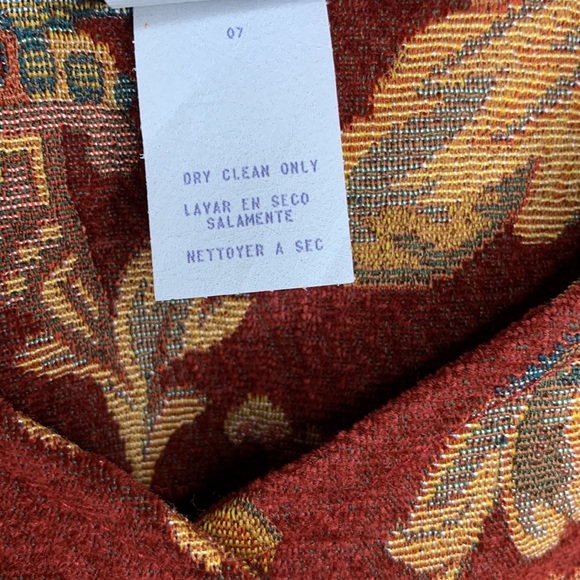 07
DRY CLEAN ONLY
LAVAR EN SECO
SALAMENTE
NETTOYER A SEC